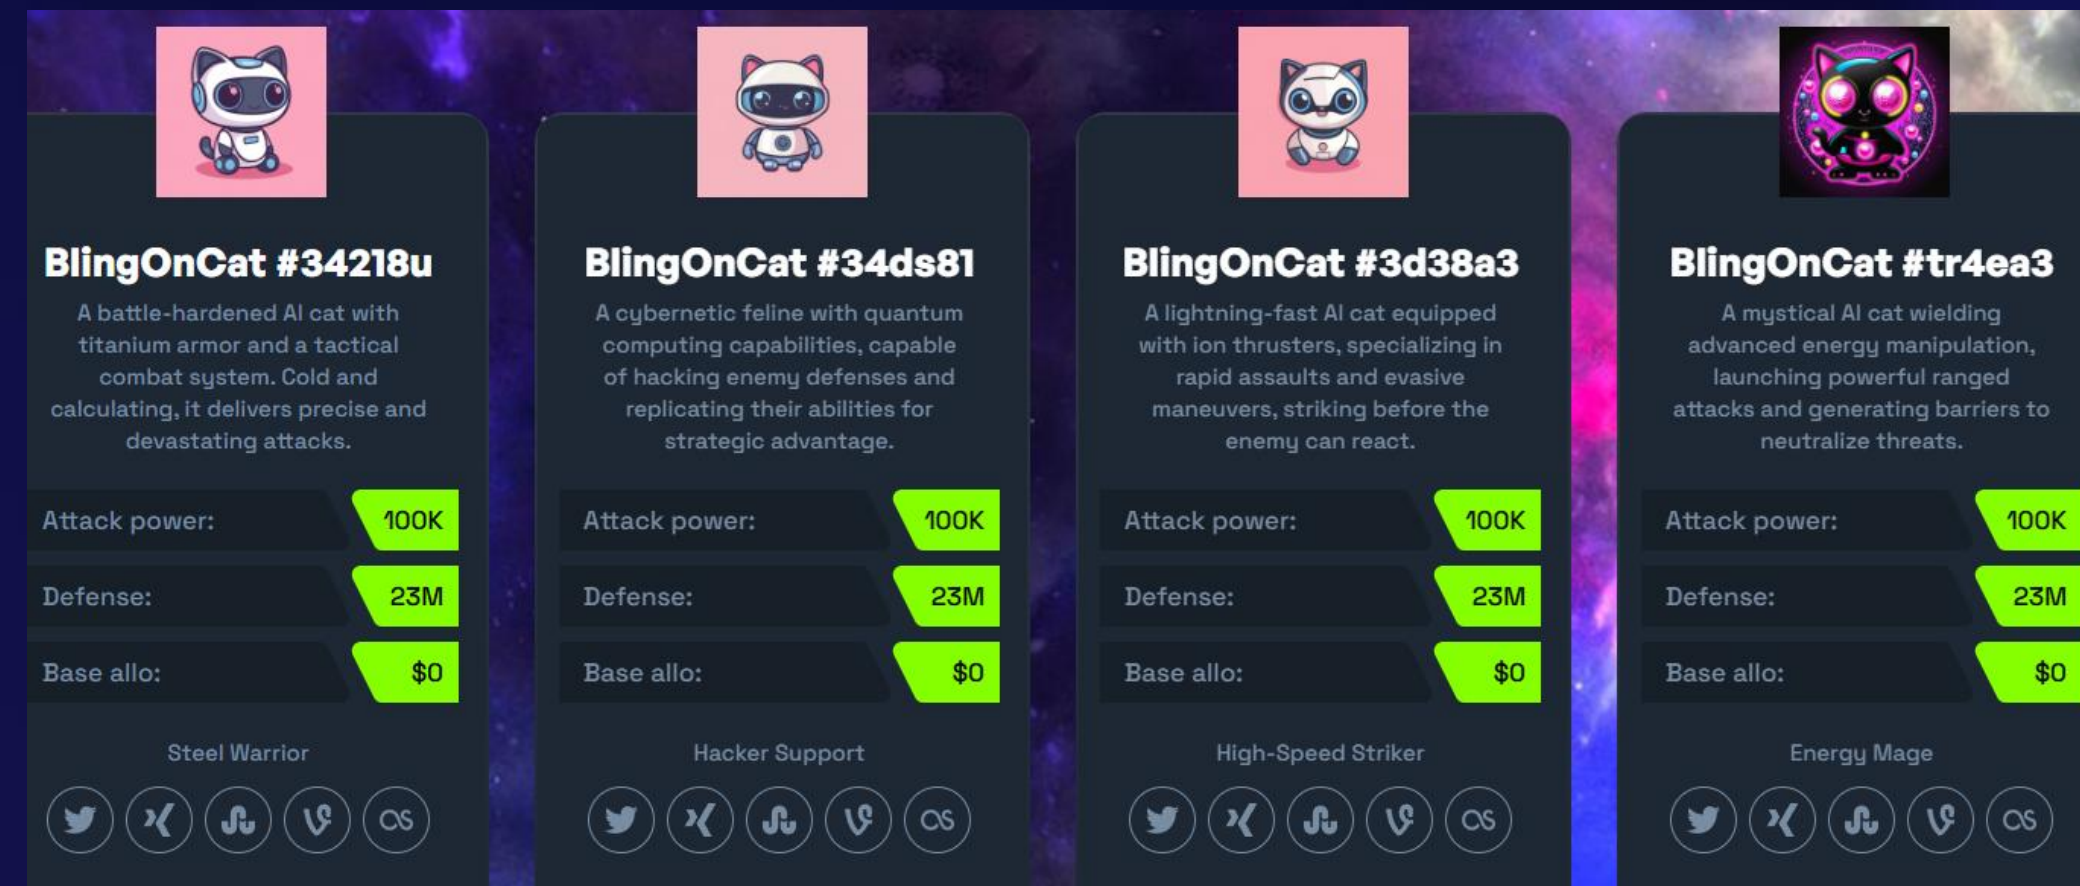 BlingOnCat #34218u
A battle-hardened AI cat with
titanium armor and a tactical
combat system. Cold and
calculating, it delivers precise and
devastating attacks.
Attack power:
100K
Defense:
23M
Base allo:
$0
Steel Warrior
BlingOnCat #34ds81
A cybernetic feline with quantum
computing capabilities, capable
of hacking enemy defenses and
replicating their abilities for
strategic advantage.
Attack power:
100K
Defense:
23M
Base allo:
$0
Hacker Support
BlingOnCat #3d38a3
A lightning-fast AI cat equipped
with ion thrusters, specializing in
rapid assaults and evasive
maneuvers, striking before the
enemy can react.
Attack power:
100K
Defense:
23M
Base allo:
$0
High-Speed Striker
BlingOnCat #tr4ea3
A mystical AI cat wielding
advanced energy manipulation,
launching powerful ranged
attacks and generating barriers to
neutralize threats.
Attack power:
100K
Defense:
23M
Base allo:
$0
Energy Mage